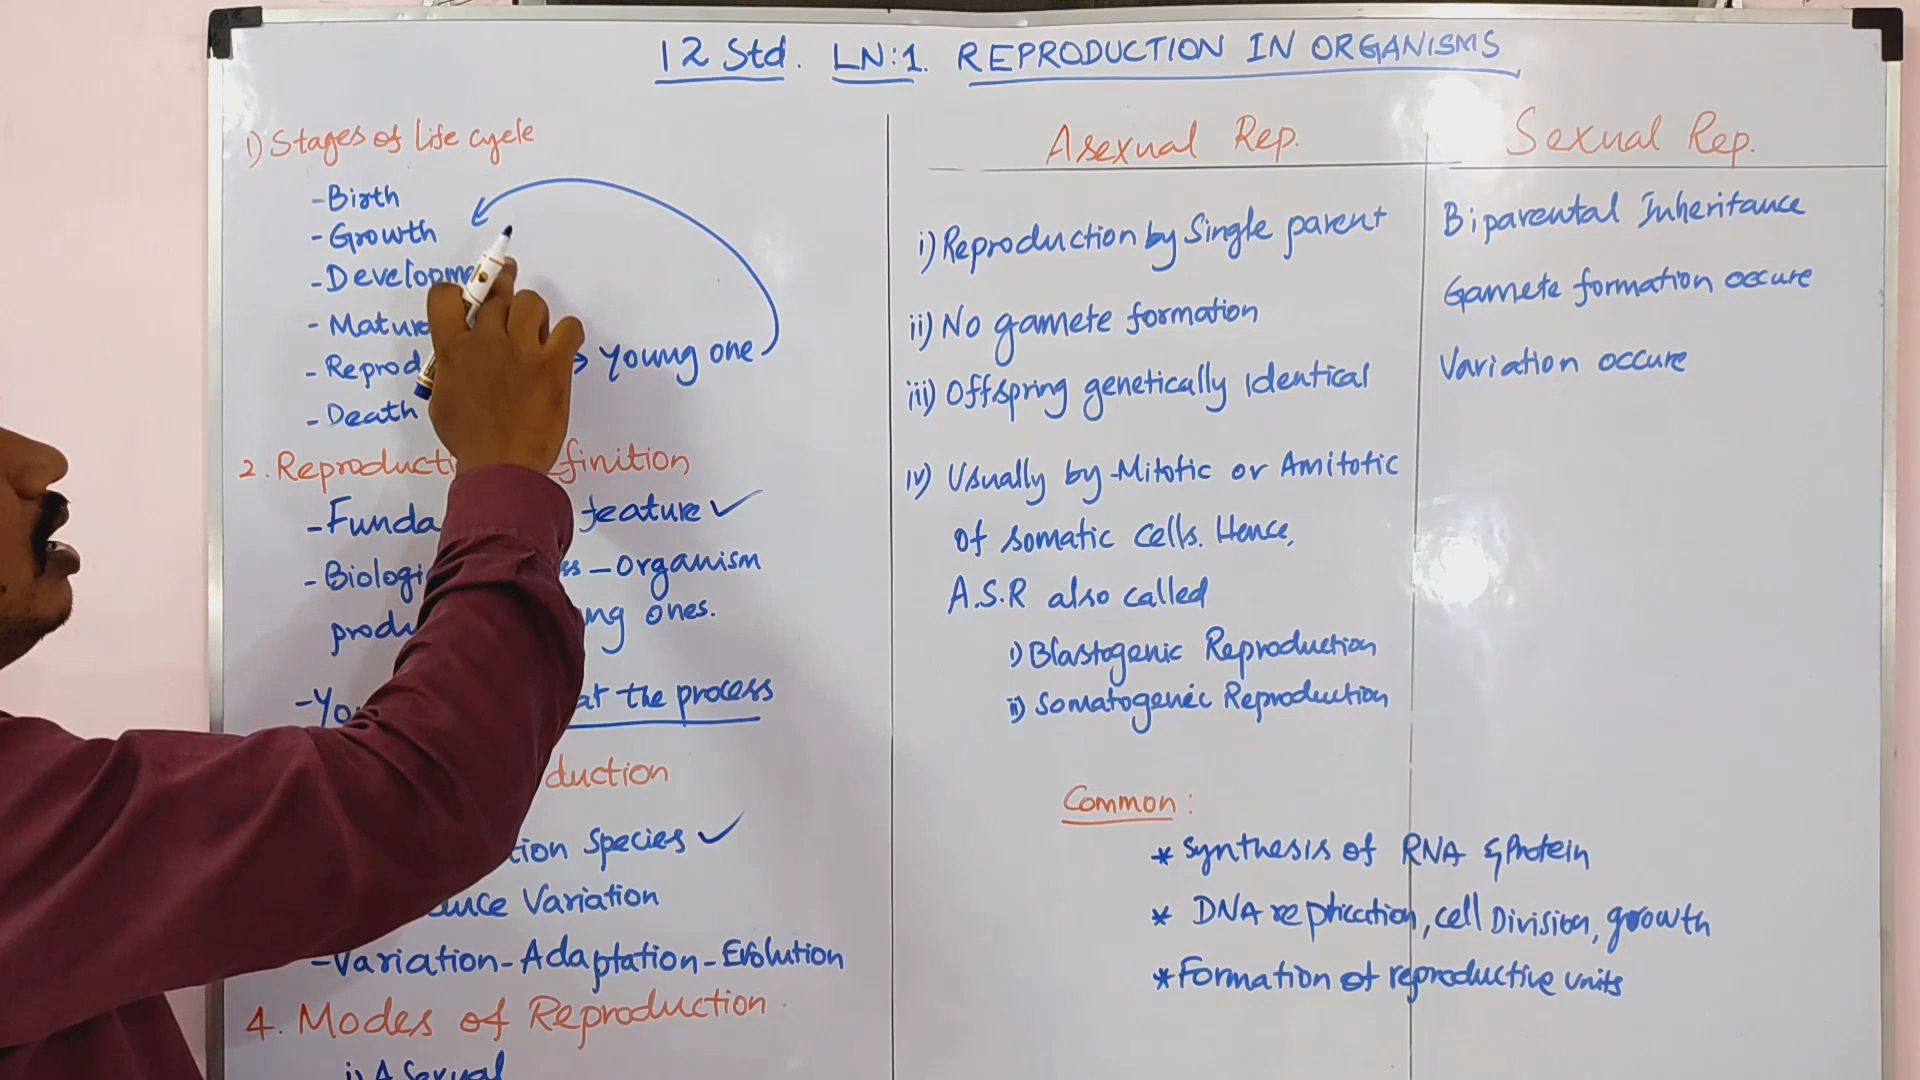 12 Std. LN:1. REPRODUCTION IN ORGANISMS
1) Stages of life cycle
-Birth
-Growth
-Developme
-Mature
-Reprod → young one
-Death
2. Reproducti finition
-Funda feature ✓
-Biologi ss-organism
produ ng ones.
-Yo at the process
duction
tion Species ✓
uce Variation
-Variation-Adaptation-Evolution
4. Modes of Reproduction
i) Asexual
Asexual Rep. Sexual Rep.
i) Reproduction by Single parent Biparental Inheritance
ii) No gamete formation Gamete formation occure
iii) Offspring genetically Identical Variation occure
iv) Usually by Mitotic or Amitotic
of somatic cells. Hence,
A.S.R also called
i) Blastogenic Reproduction
ii) Somatogenic Reproduction
Common:
* Synthesis of RNA & Protein
* DNA replication, cell Division, growth
* Formation of reproductive units